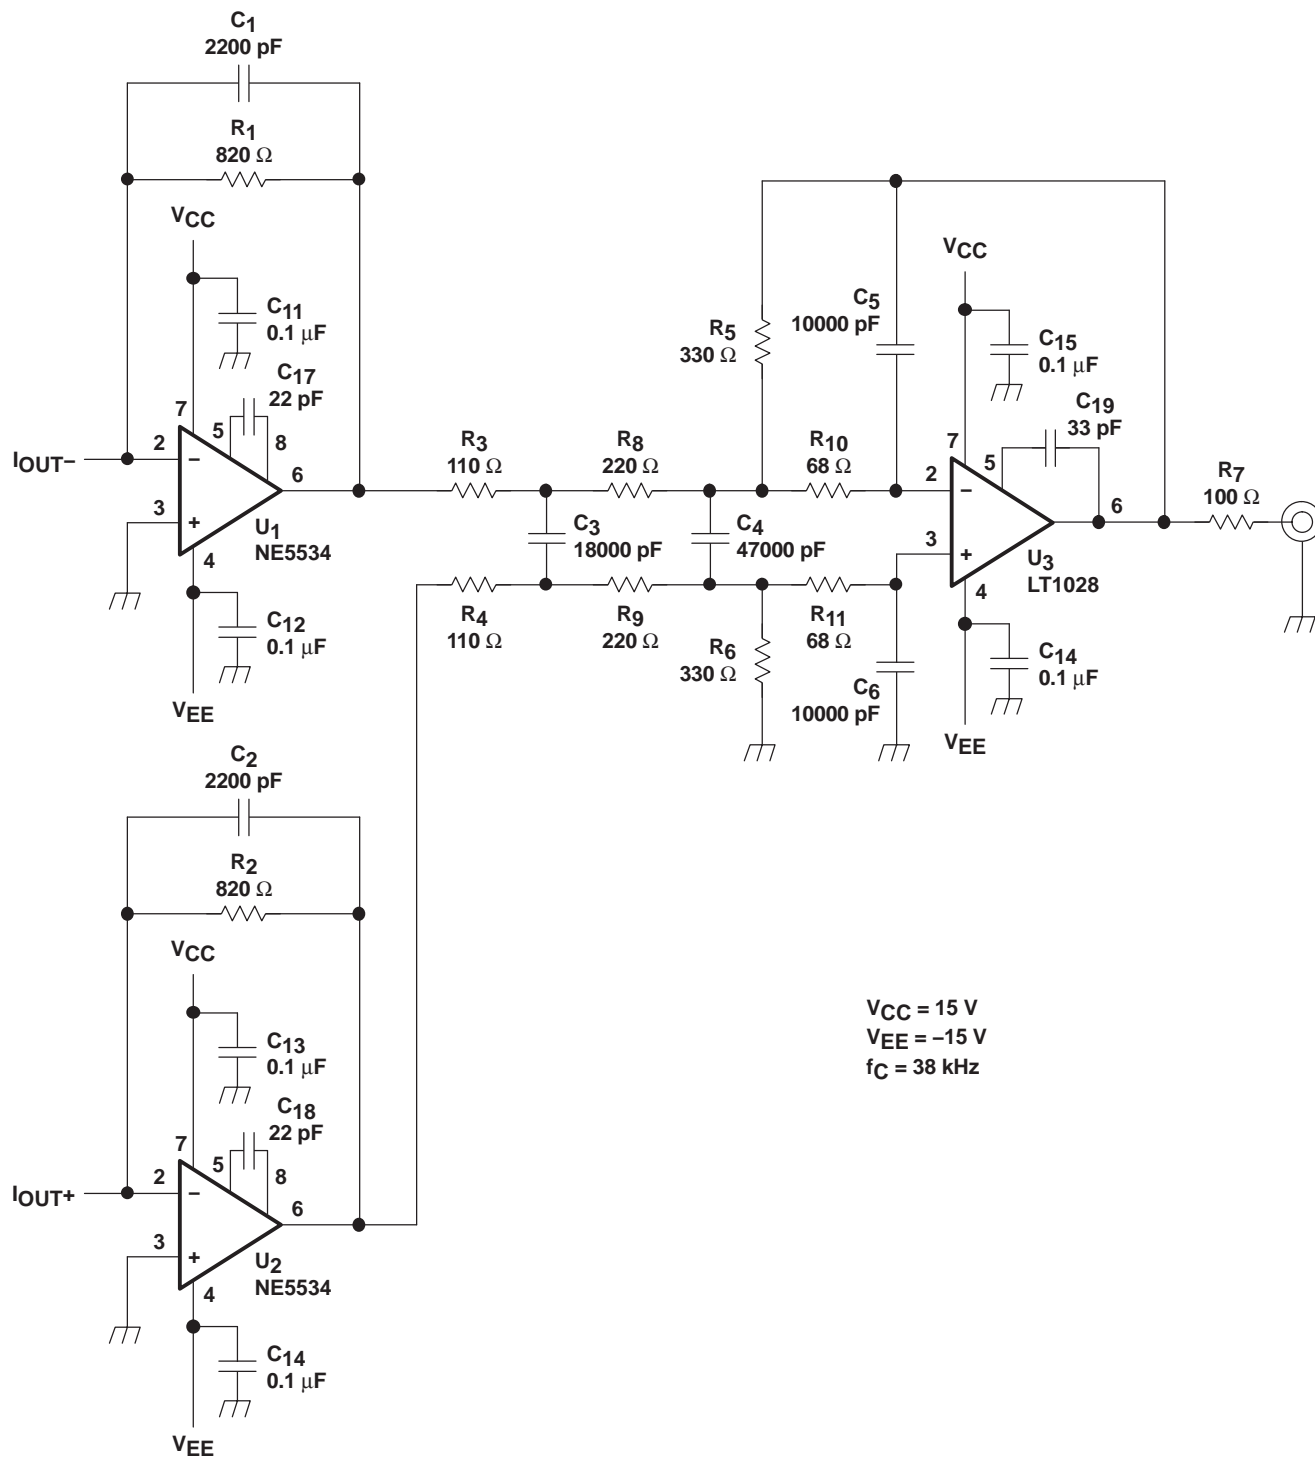 C1
2200 pF
R1
820 Ω
VCC
C11
0.1 μF
C17
22 pF
7
5
8
2
IOUT–
–
6
3
+
U1
NE5534
4
C12
0.1 μF
VEE
R3
110 Ω
R8
220 Ω
R10
68 Ω
C3
18000 pF
C4
47000 pF
R4
110 Ω
R9
220 Ω
R11
68 Ω
R5
330 Ω
C5
10000 pF
R6
330 Ω
C6
10000 pF
VCC
C15
0.1 μF
C19
33 pF
7
5
2
–
6
3
+
U3
LT1028
4
R7
100 Ω
C14
0.1 μF
VEE
C2
2200 pF
R2
820 Ω
VCC
C13
0.1 μF
C18
22 pF
7
5
8
2
IOUT+
–
6
3
+
U2
NE5534
4
C14
0.1 μF
VEE
VCC = 15 V
VEE = –15 V
fC = 38 kHz